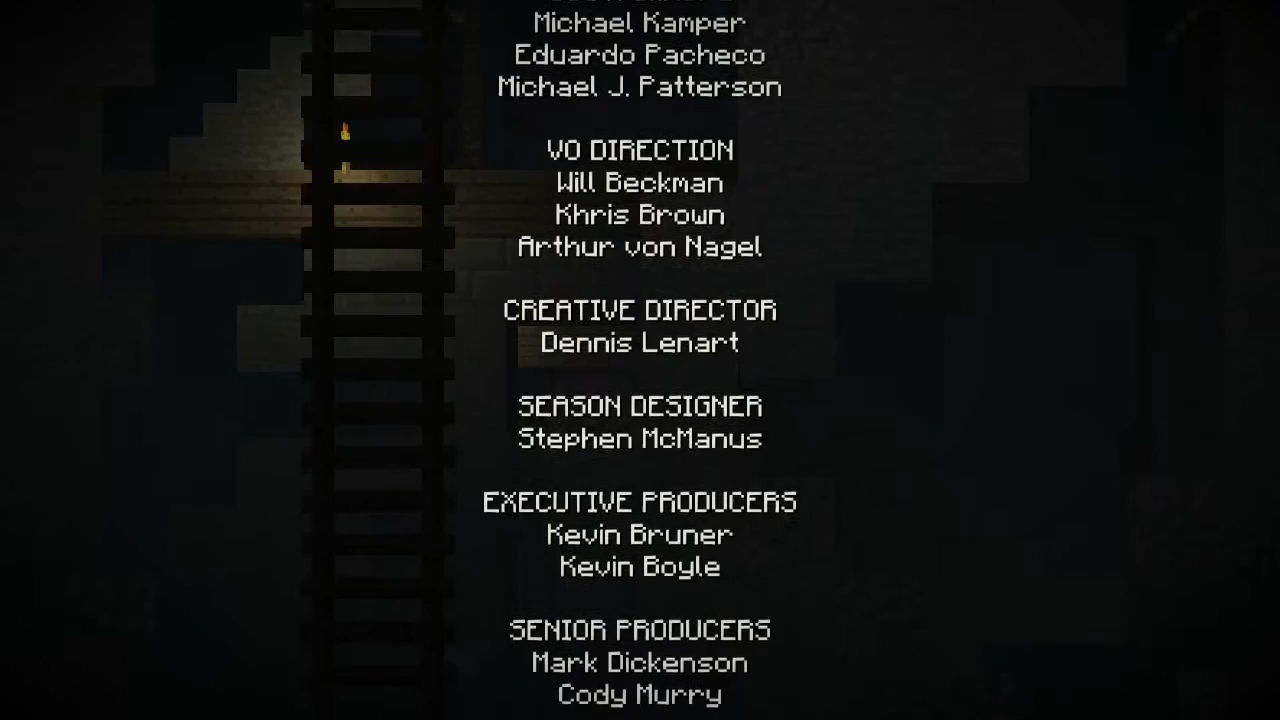 Michael Kamper
Eduardo Pacheco
Michael J. Patterson
VO DIRECTION
Will Beckman
Khris Brown
Arthur von Nagel
CREATIVE DIRECTOR
Dennis Lenart
SEASON DESIGNER
Stephen McManus
EXECUTIVE PRODUCERS
Kevin Bruner
Kevin Boyle
SENIOR PRODUCERS
Mark Dickenson
Cody Murry